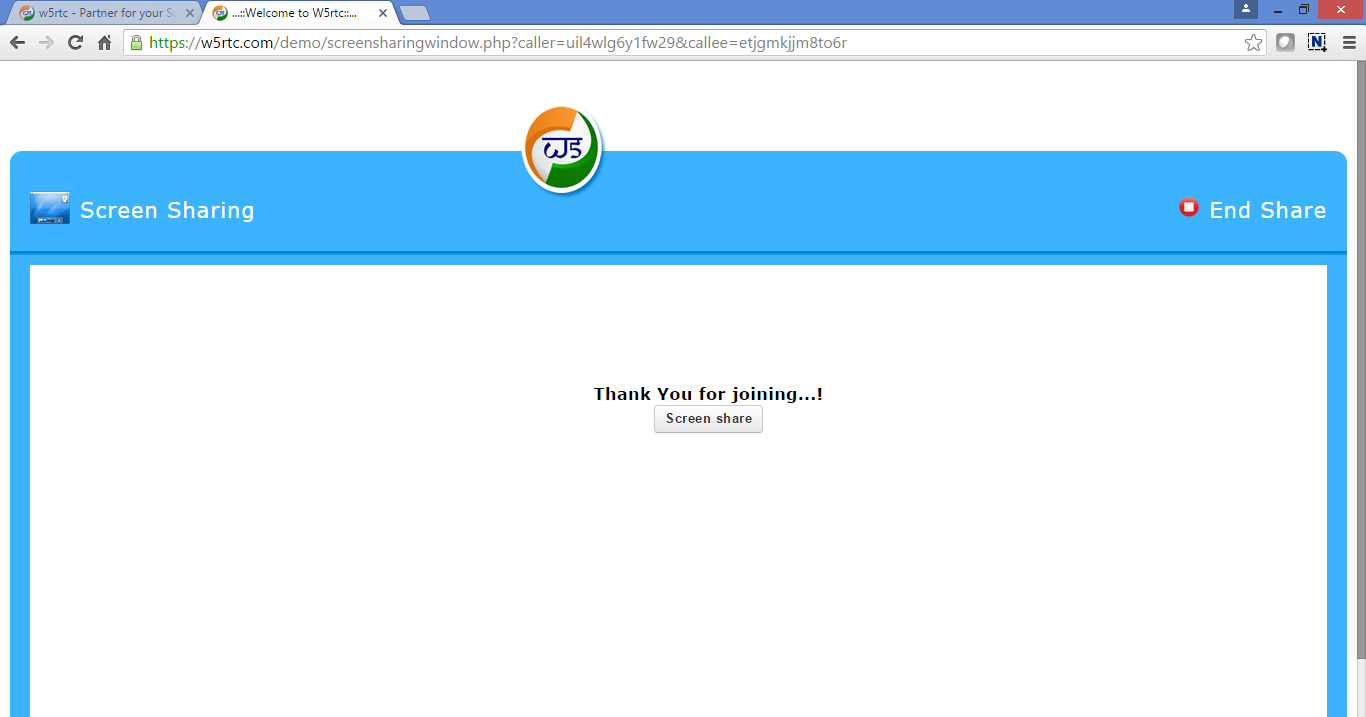 w5rtc - Partner for your Su
...::Welcome to W5rtc::...
https://w5rtc.com/demo/screensharingwindow.php?caller=uil4wlg6y1fw29&callee=etjgmkjjm8to6r
N
W5
Screen Sharing
End Share
Thank You for joining...!
Screen share